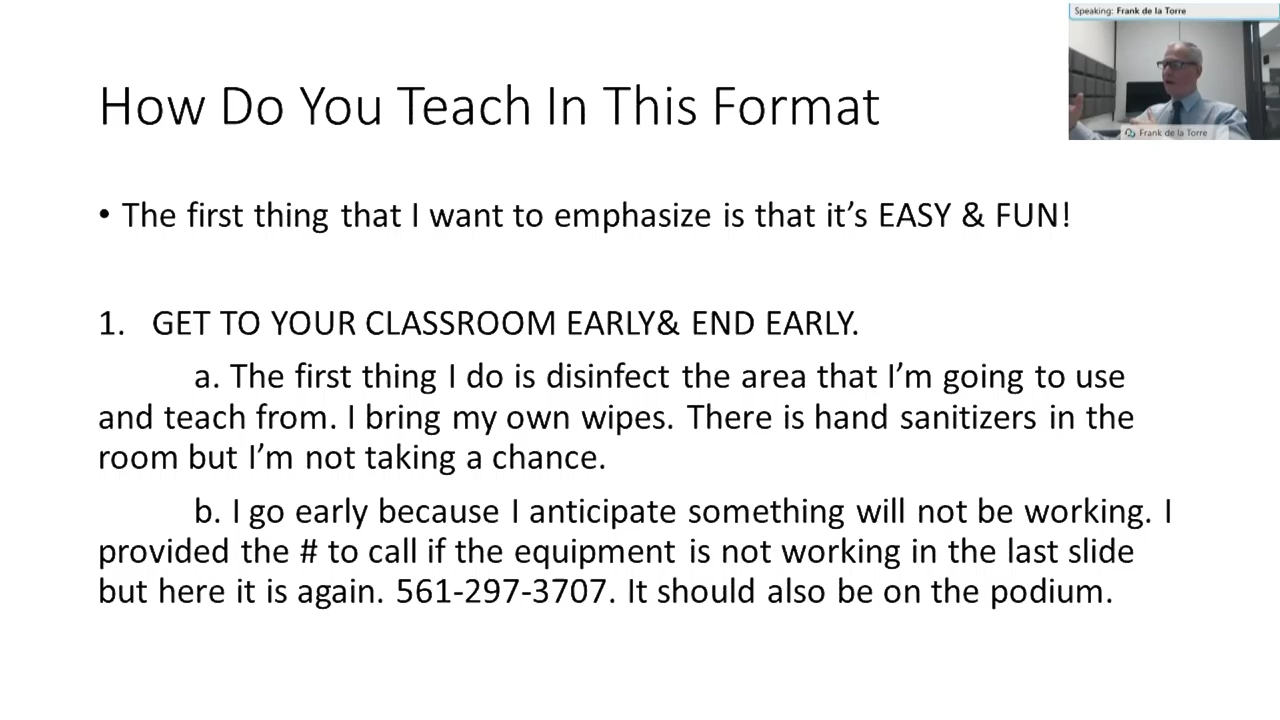 Speaking: Frank de la Torre
How Do You Teach In This Format
Frank de la Torre
• The first thing that I want to emphasize is that it’s EASY & FUN!
1. GET TO YOUR CLASSROOM EARLY& END EARLY.
a. The first thing I do is disinfect the area that I’m going to use
and teach from. I bring my own wipes. There is hand sanitizers in the
room but I’m not taking a chance.
b. I go early because I anticipate something will not be working. I
provided the # to call if the equipment is not working in the last slide
but here it is again. 561-297-3707. It should also be on the podium.